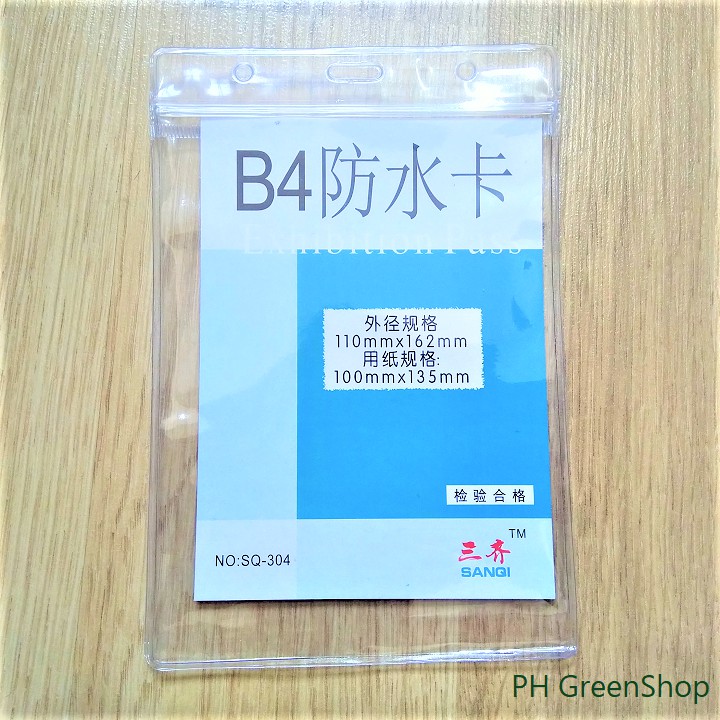 B4防水卡
Exhibition Pass
外径规格
110mmx162mm
用纸规格:
100mmx135mm
检验合格
NO:SQ-304
三齐 TM
SANQI
PH GreenShop